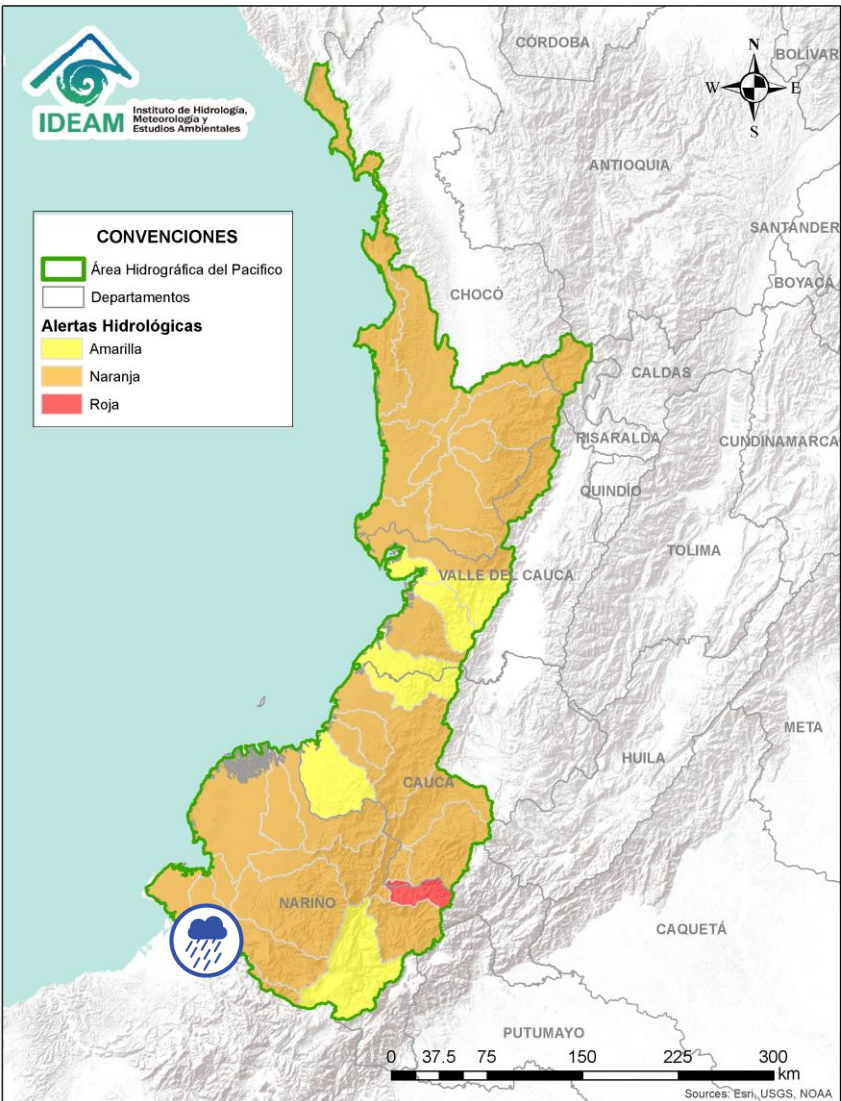 IDEAM
Instituto de Hidrología,
Meteorología y
Estudios Ambientales
CÓRDOBA
BOLIVAR
N
W
E
S
ANTIOQUIA
SANTANDER
BOYACÁ
CONVENCIONES
Área Hidrográfica del Pacifico
Departamentos
Alertas Hidrológicas
Amarilla
Naranja
Roja
CHOCÓ
CALDAS
RISARALDA
CUNDINAMARCA
QUINDÍO
TOLIMA
VALLE DEL CAUCA
META
HUILA
CAUCA
NARIÑO
CAQUETÁ
PUTUMAYO
0 37.5 75 150 225 300
km
Sources: Esri, USGS, NOAA